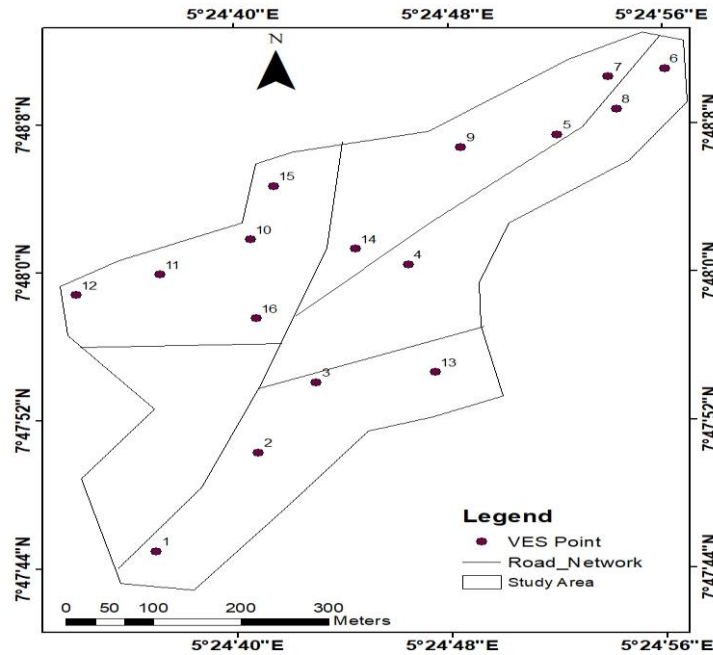 5°24'40"E 5°24'48"E 5°24'56"E
N
6
7
8
7°48'8"N 7°48'8"N
5
9
15
10
14
4
11
7°48'0"N 7°48'0"N
12
16
13
3
7°47'52"N 7°47'52"N
2
Legend
VES Point
1
Road_Network
7°47'44"N 7°47'44"N
Study Area
0 50 100 200 300
Meters
5°24'40"E 5°24'48"E 5°24'56"E